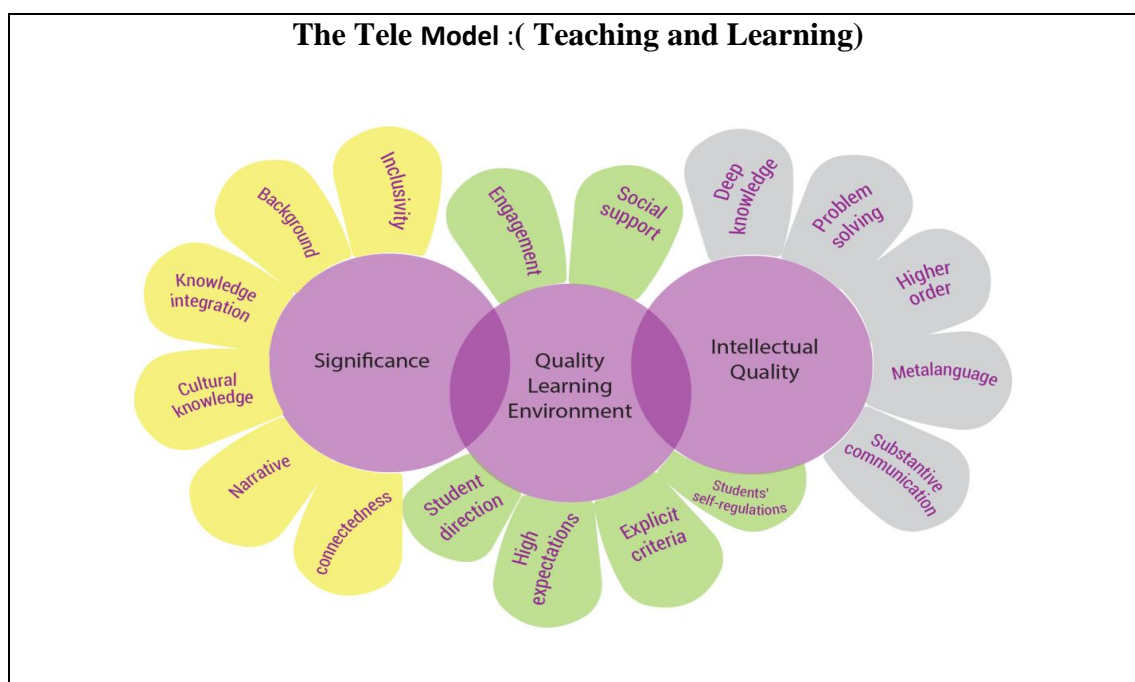 The Tele Model :( Teaching and Learning)
Inclusivity
Background
Knowledge
integration
Cultural
knowledge
Narrative
connectedness
Significance
Engagement
Social
support
Quality
Learning
Environment
Student
direction
High
expectations
Explicit
criteria
Students'
self-regulations
Deep
knowledge
Problem
solving
Higher
order
Metalanguage
Substantive
communication
Intellectual
Quality